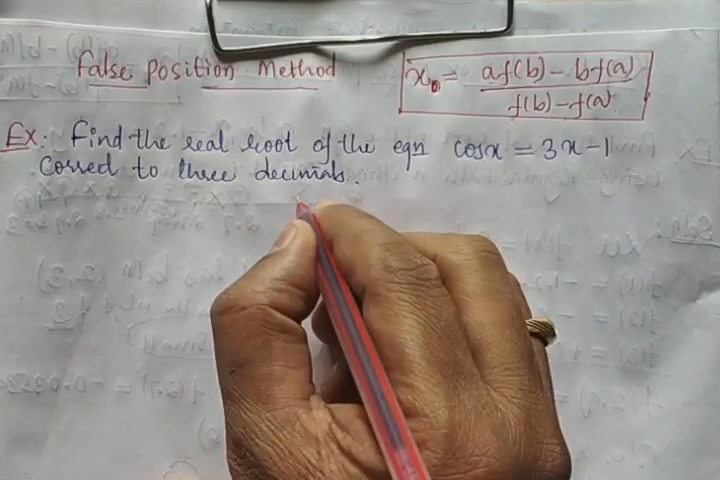 False Position Method
x₀ = af(b) - bf(a) / f(b) - f(a)
Ex: Find the real root of the eqn cosx = 3x-1
Correct to three decimals.